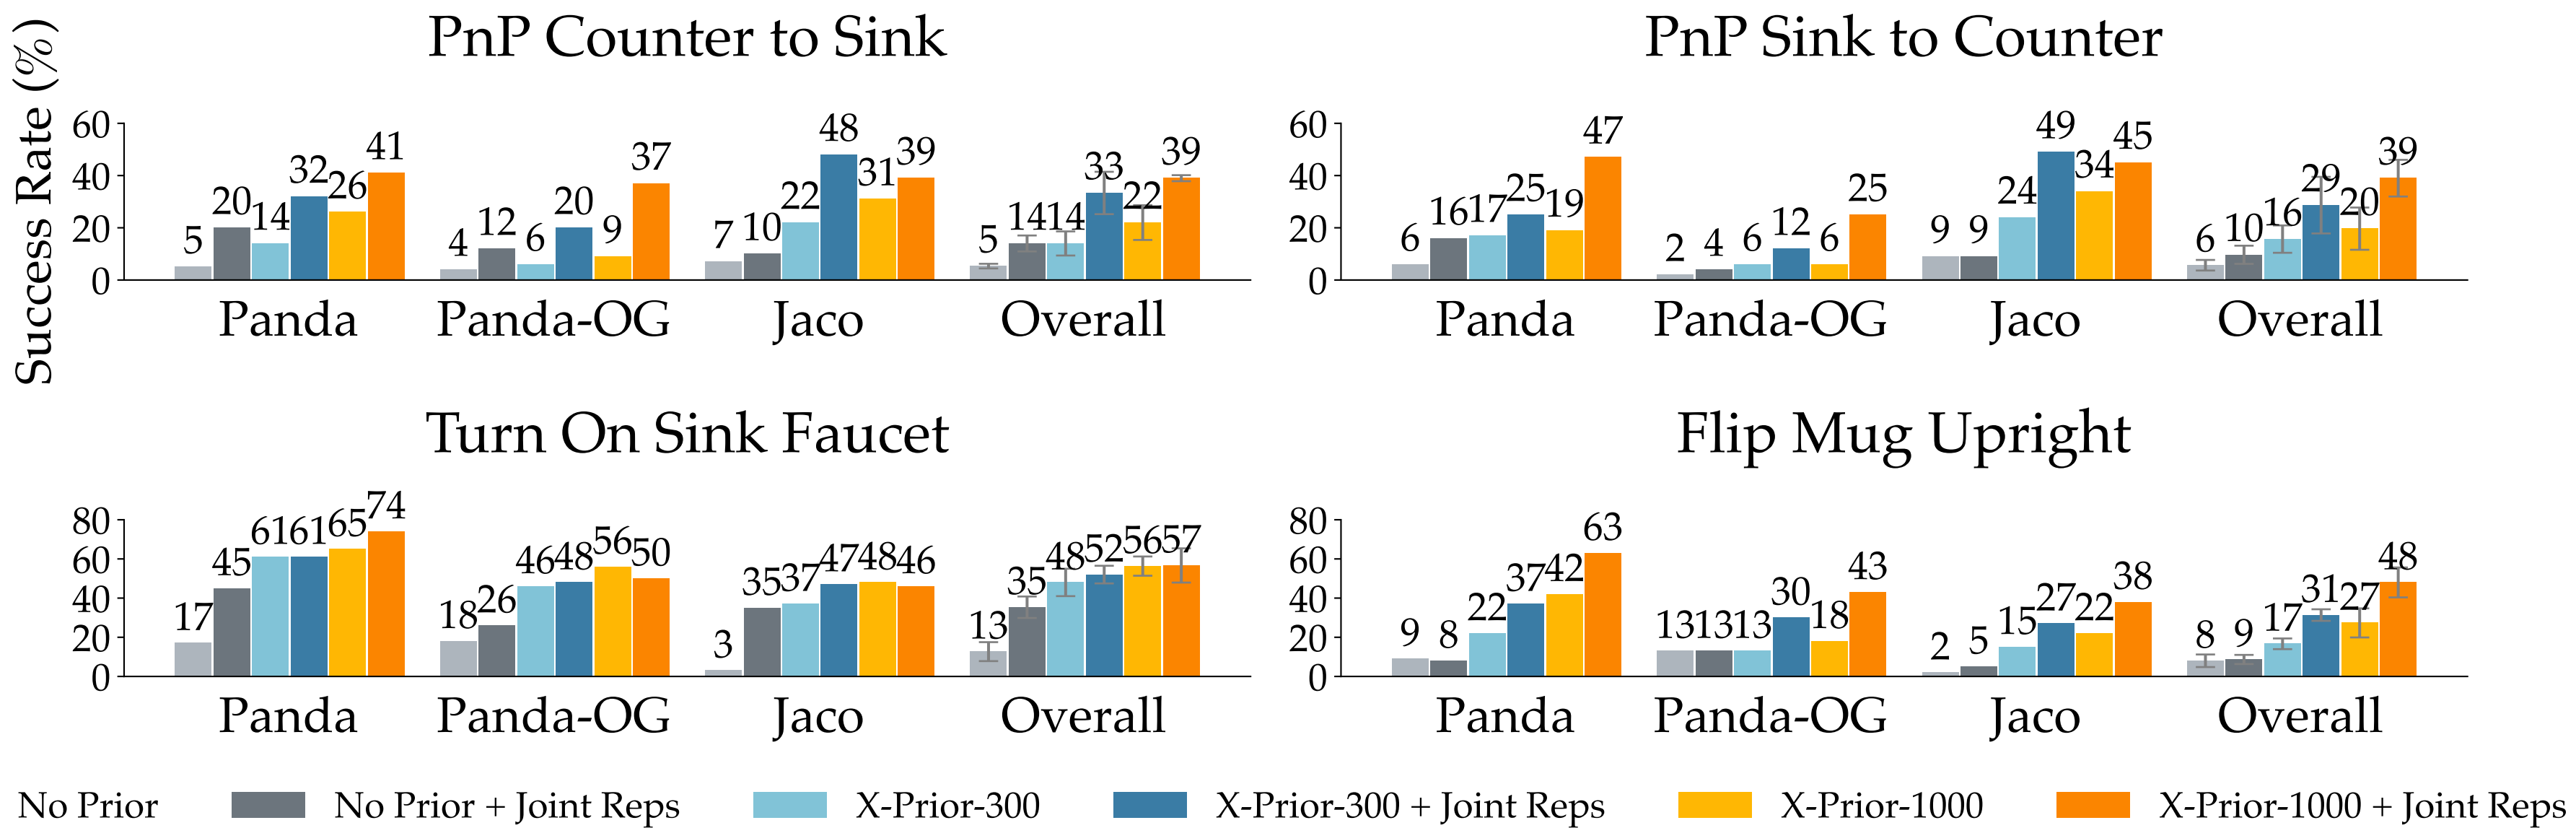 PnP Counter to Sink
PnP Sink to Counter
Success Rate (%)
60
40
20
0
5 20 14 32 26 41
4 12 6 20 9 37
7 10 22 48 31 39
5 14 14 33 22 39
Panda Panda-OG Jaco Overall
60
40
20
0
6 16 17 25 19 47
2 4 6 12 6 25
9 9 24 49 34 45
6 10 16 29 20 39
Panda Panda-OG Jaco Overall
Turn On Sink Faucet
Flip Mug Upright
80
60
40
20
0
17 45 61 61 65 74
18 26 46 48 56 50
3 35 37 47 48 46
13 35 48 52 56 57
Panda Panda-OG Jaco Overall
80
60
40
20
0
9 8 22 37 42 63
13 13 13 30 18 43
2 5 15 27 22 38
8 9 17 31 27 48
Panda Panda-OG Jaco Overall
No Prior No Prior + Joint Reps X-Prior-300 X-Prior-300 + Joint Reps X-Prior-1000 X-Prior-1000 + Joint Reps